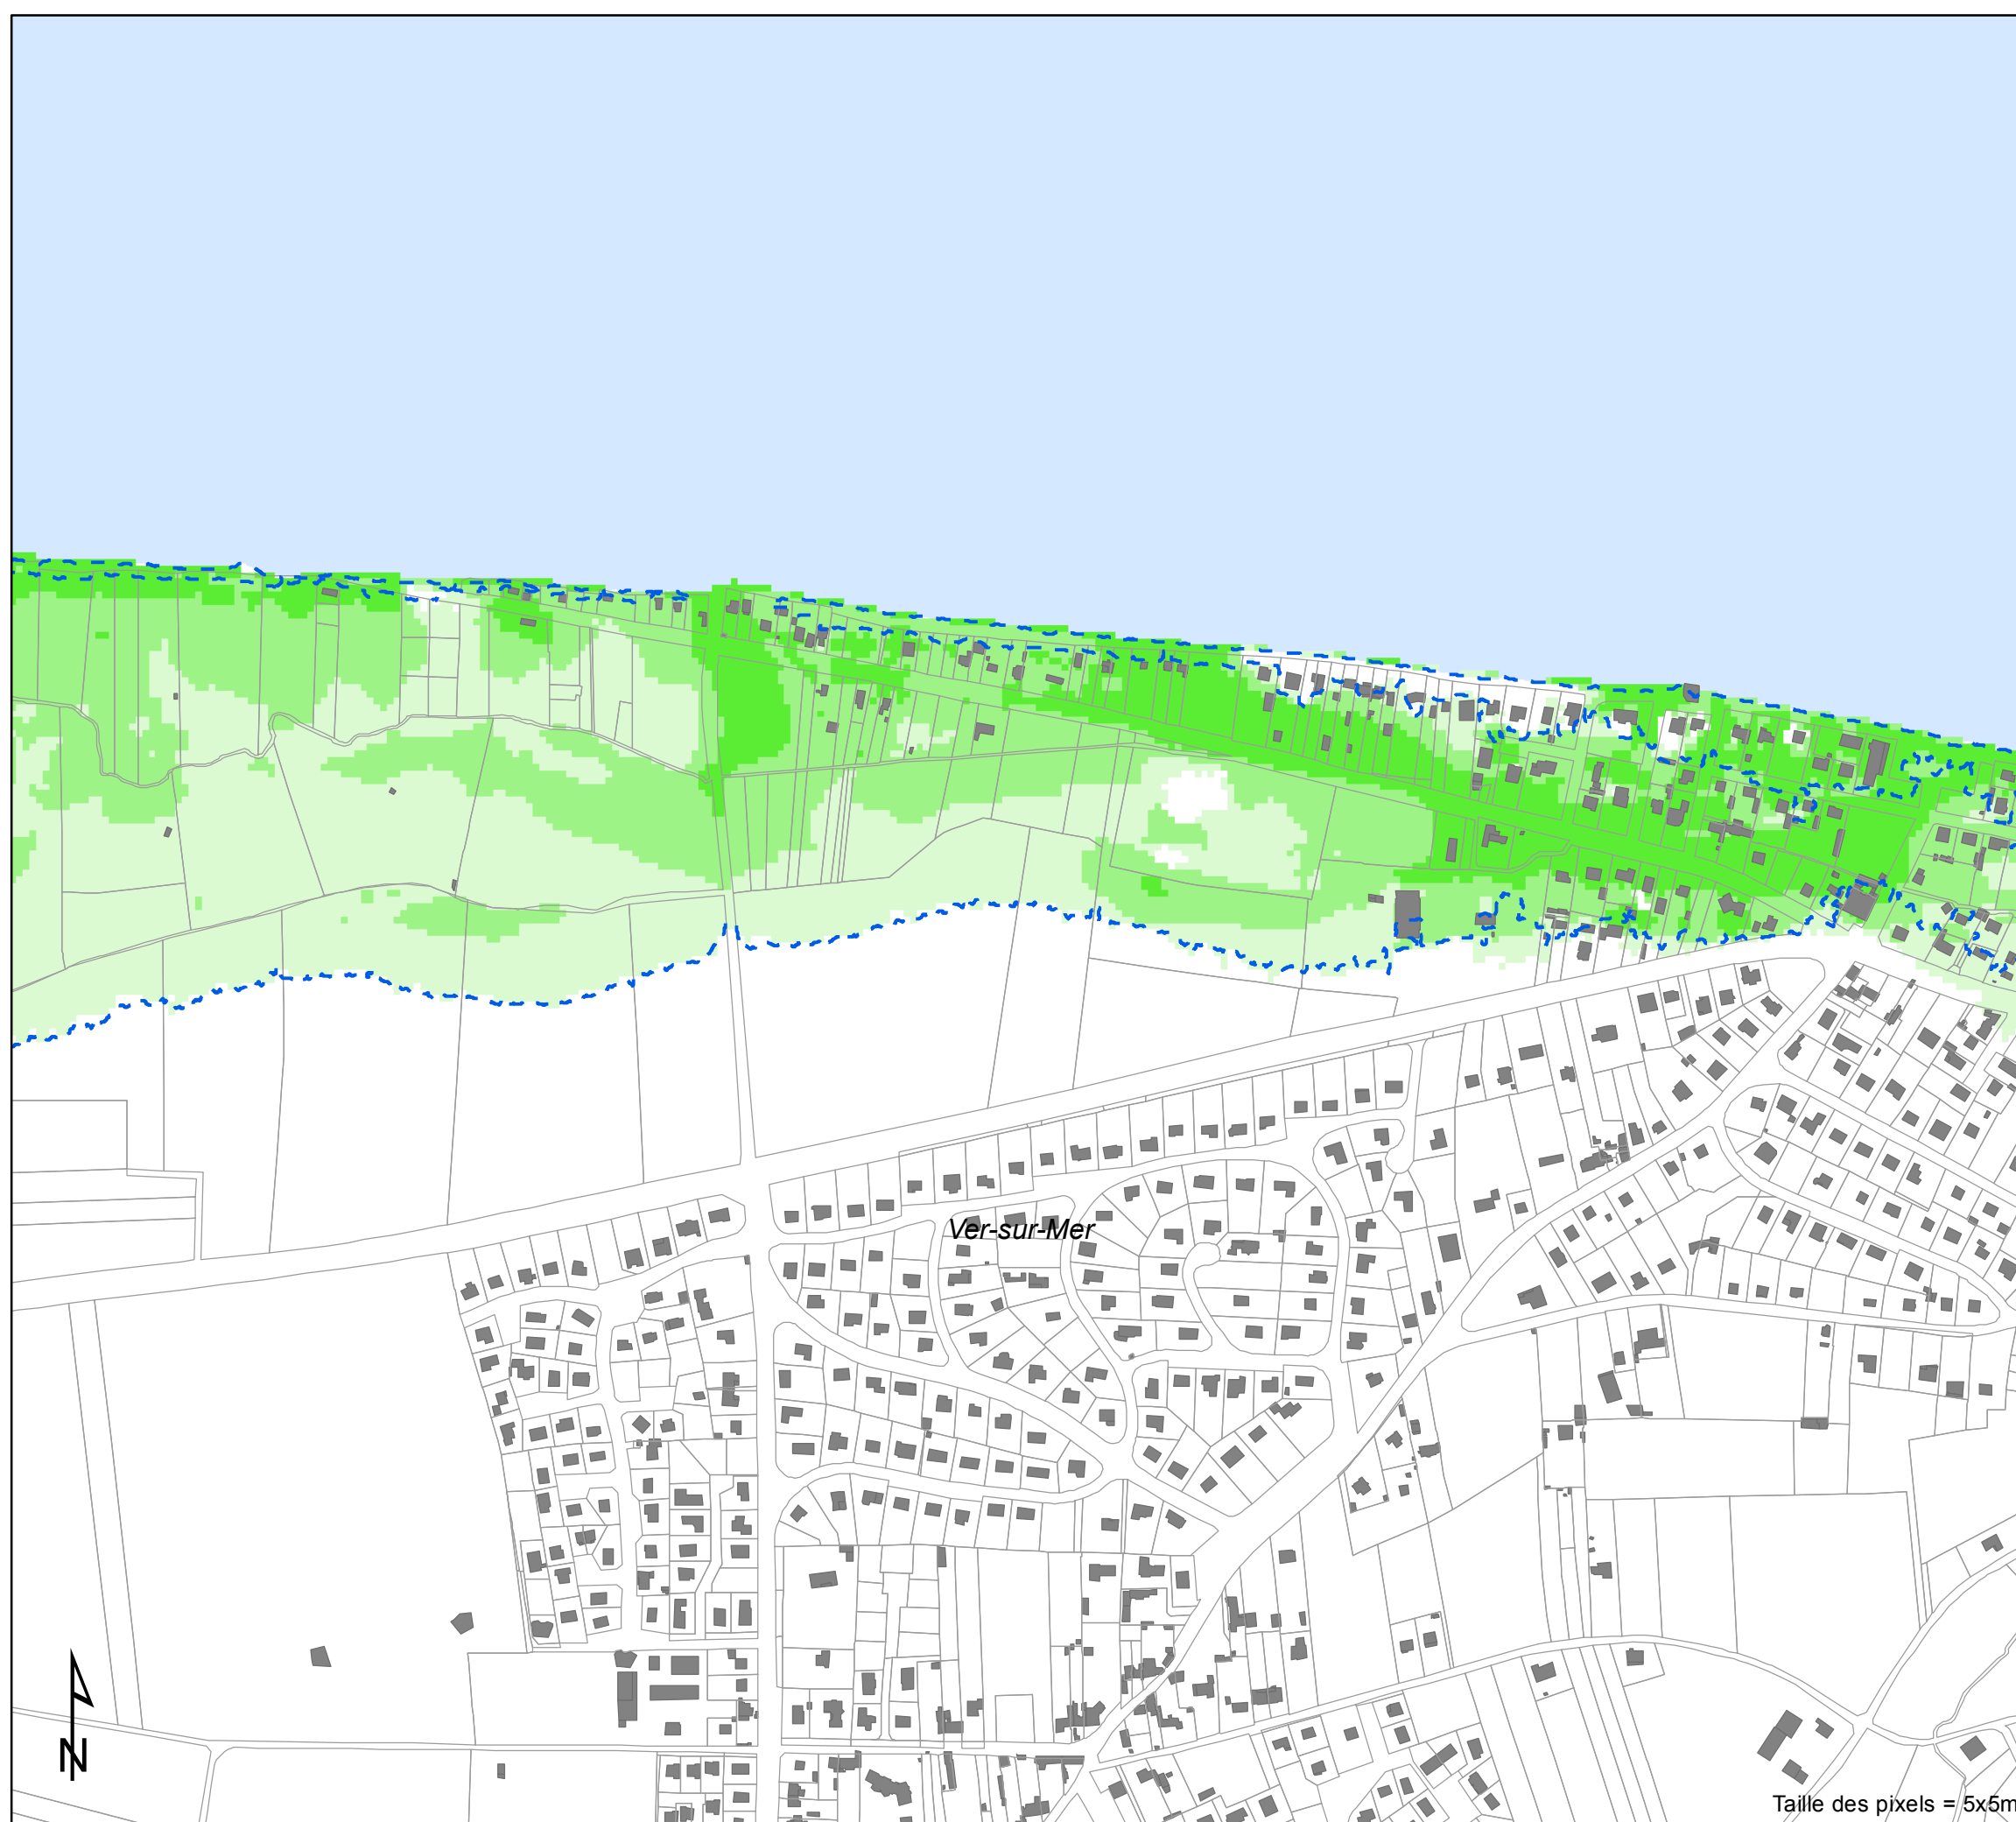 Ver-sur-Mer
N
Taille des pixels = 5x5m